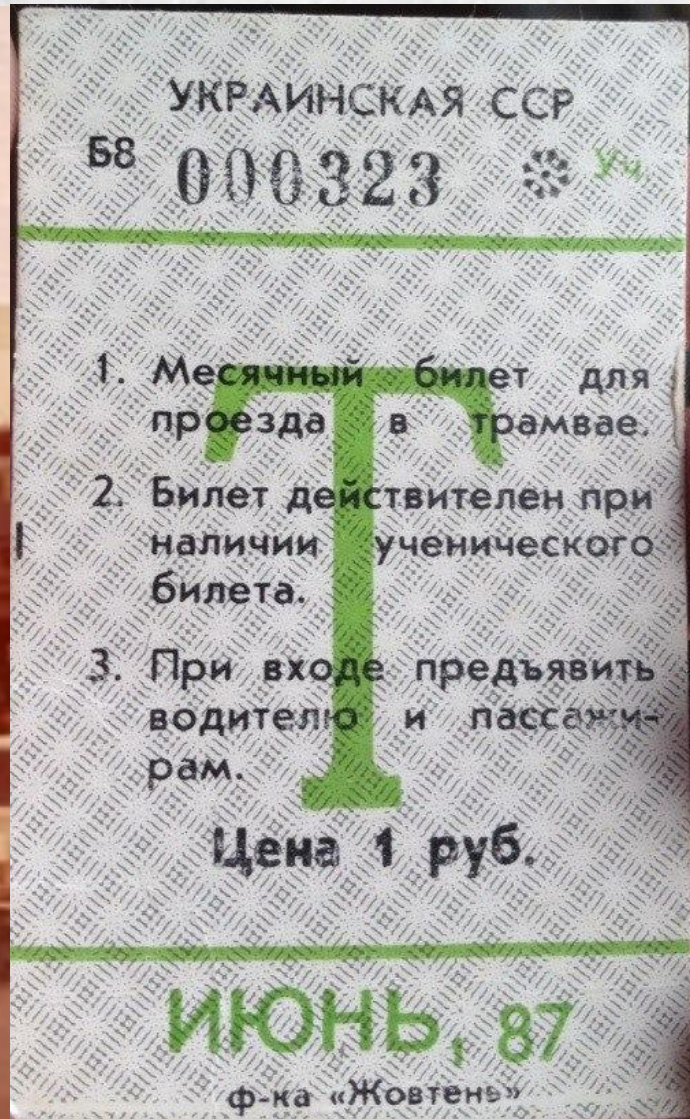 УКРАИНСКАЯ ССР
Б8 000323 Уч.
1. Месячный билет для
проезда в трамвае.
2. Билет действителен при
наличии ученического
билета.
3. При входе предъявить
водителю и пассажи-
рам.
Т
Цена 1 руб.
ИЮНЬ, 87
ф-ка «Жовтень»